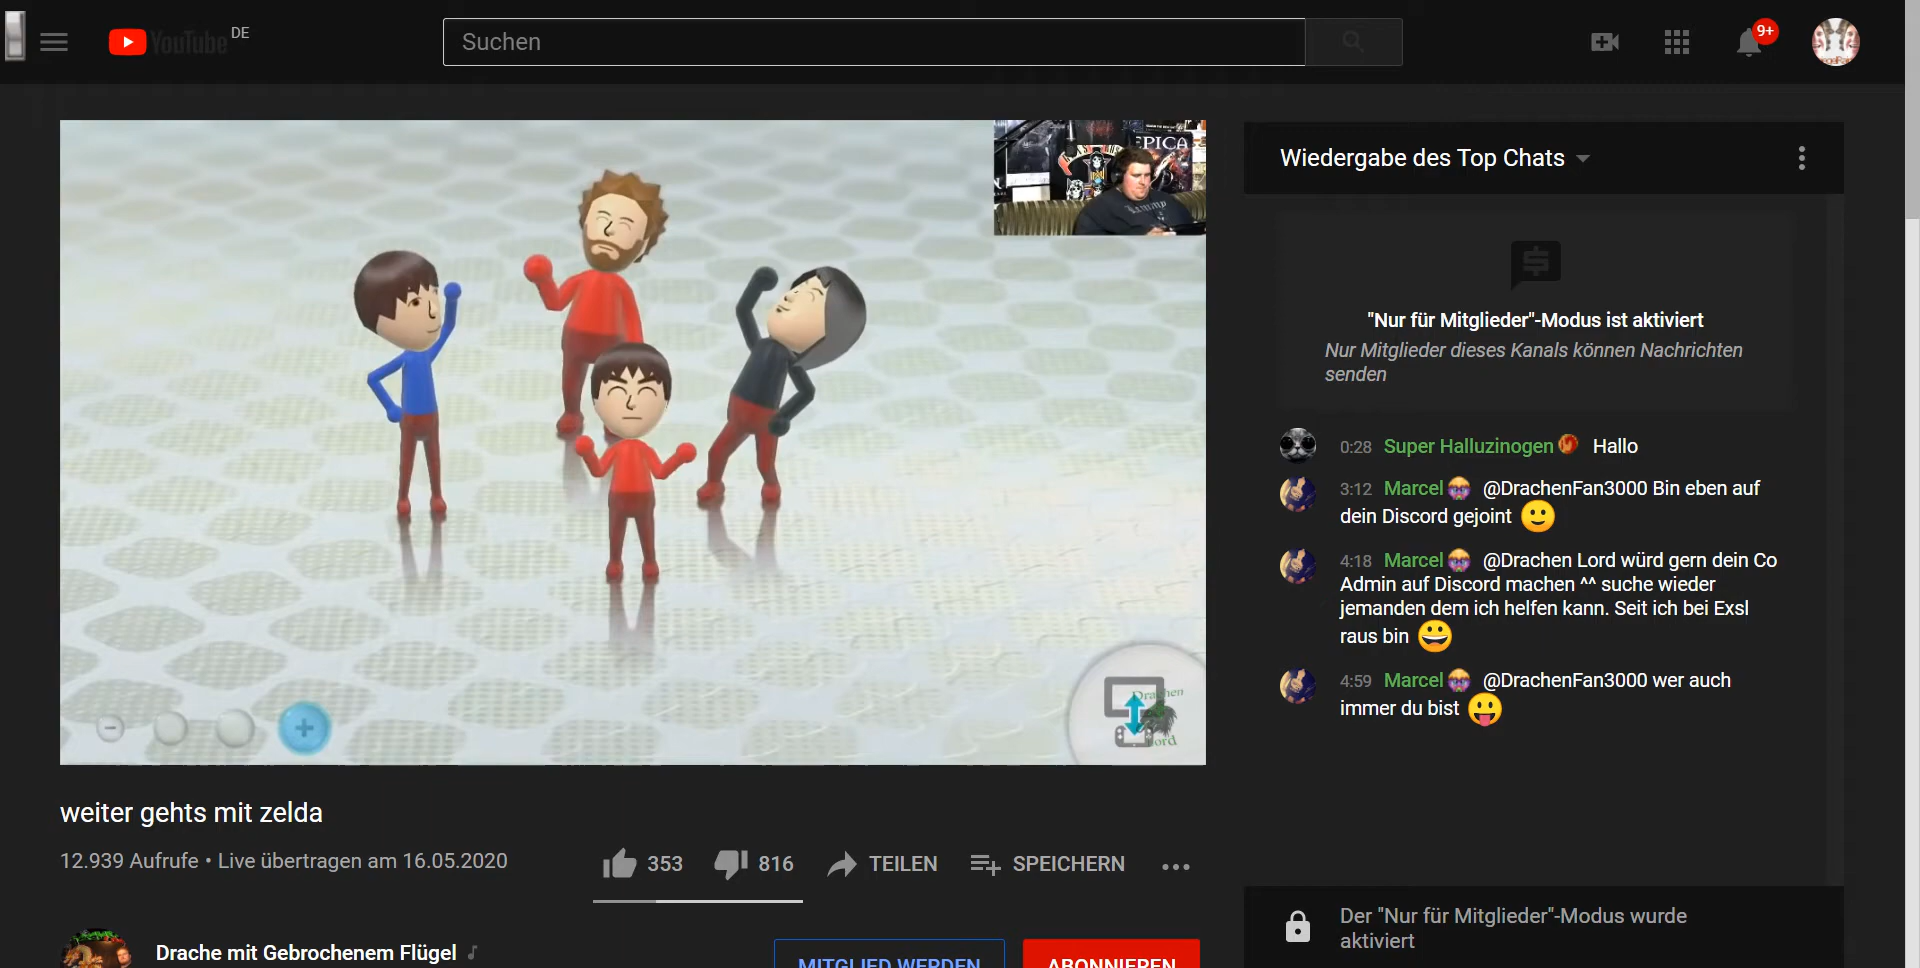 YouTube DE
Suchen
9+
EPICA
Drachen
Lord
weiter gehts mit zelda
12.939 Aufrufe • Live übertragen am 16.05.2020
353
816
TEILEN
SPEICHERN
Drache mit Gebrochenem Flügel
MITGLIED WERDEN
ABONNIEREN
Wiedergabe des Top Chats
"Nur für Mitglieder"-Modus ist aktiviert
Nur Mitglieder dieses Kanals können Nachrichten
senden
0:28 Super Halluzinogen Hallo
3:12 Marcel @DrachenFan3000 Bin eben auf
dein Discord gejoint
4:18 Marcel @Drachen Lord würd gern dein Co
Admin auf Discord machen ^^ suche wieder
jemanden dem ich helfen kann. Seit ich bei Exsl
raus bin
4:59 Marcel @DrachenFan3000 wer auch
immer du bist
Der "Nur für Mitglieder"-Modus wurde
aktiviert